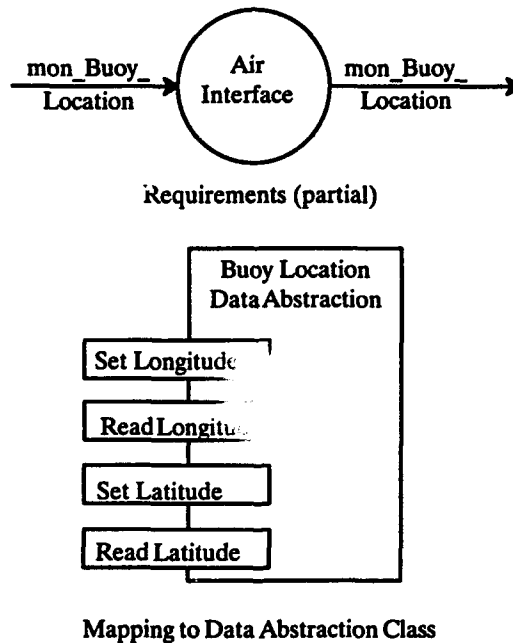 mon_Buoy_
Location
Air
Interface
mon_Buoy_
Location
Requirements (partial)
Buoy Location
Data Abstraction
Set Longitude
Read
Set Latitude
Read Latitude
Mapping to Data Abstraction Class